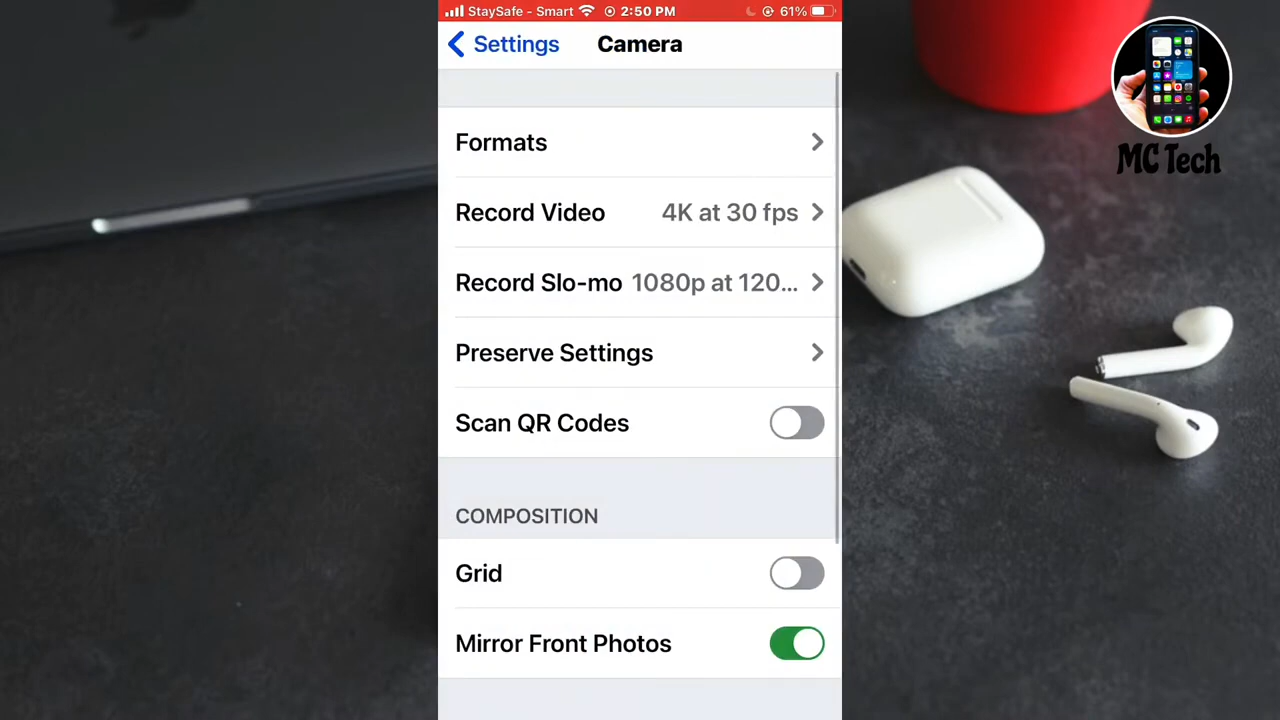 StaySafe - Smart 2:50 PM 61%
Settings Camera
MC Tech
Formats
Record Video 4K at 30 fps
Record Slo-mo 1080p at 120...
Preserve Settings
Scan QR Codes
COMPOSITION
Grid
Mirror Front Photos